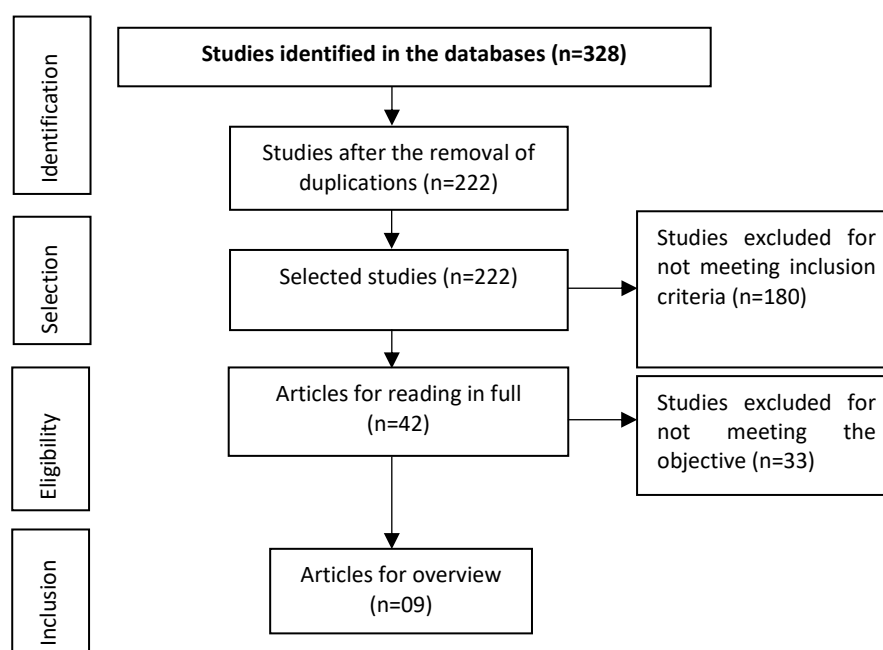 Identification
Studies identified in the databases (n=328)
Studies after the removal of
duplications (n=222)
Selection
Selected studies (n=222)
Studies excluded for
not meeting inclusion
criteria (n=180)
Eligibility
Articles for reading in full
(n=42)
Studies excluded for
not meeting the
objective (n=33)
Inclusion
Articles for overview
(n=09)